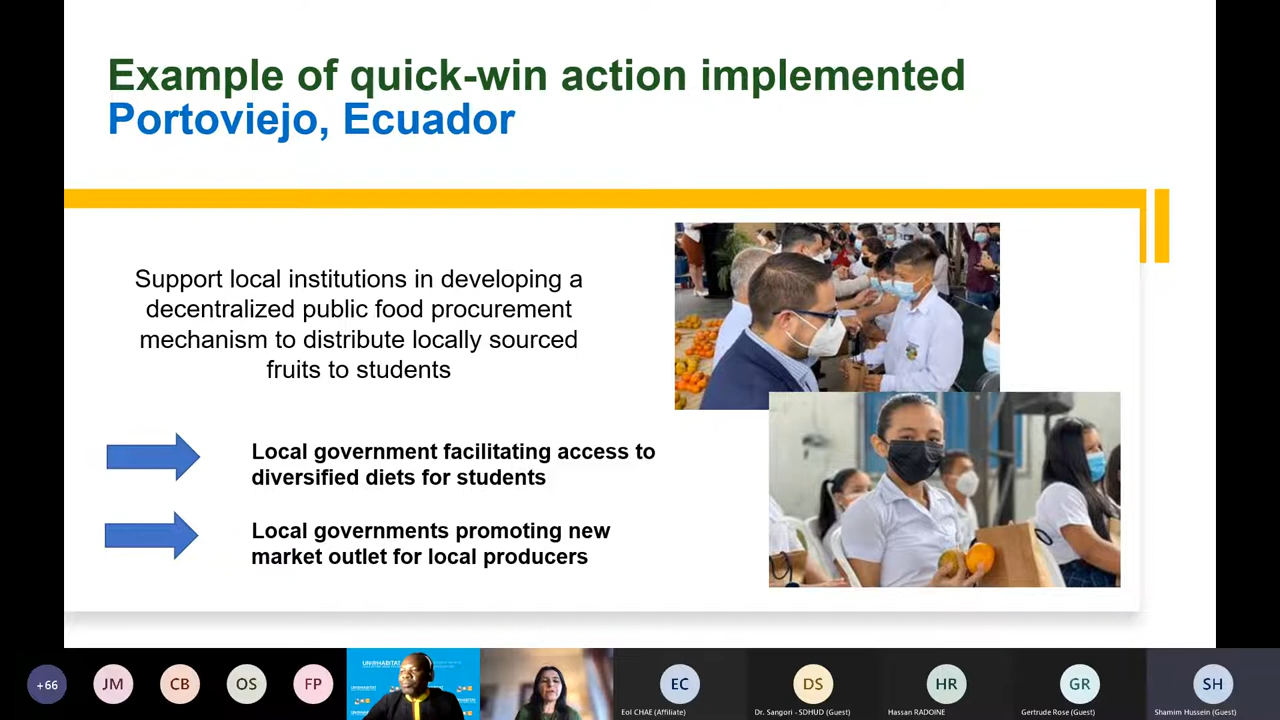 Example of quick-win action implemented
Portoviejo, Ecuador
Support local institutions in developing a
decentralized public food procurement
mechanism to distribute locally sourced
fruits to students
Local government facilitating access to
diversified diets for students
Local governments promoting new
market outlet for local producers
+66
JM
CB
OS
FP
UN HABITAT
EC
DS
HR
GR
SH
Eol CHAE (Affiliate)
Dr. Sangori - SDHUD (Guest)
Hassan RADOINE
Gertrude Rose (Guest)
Shamim Hussein (Guest)